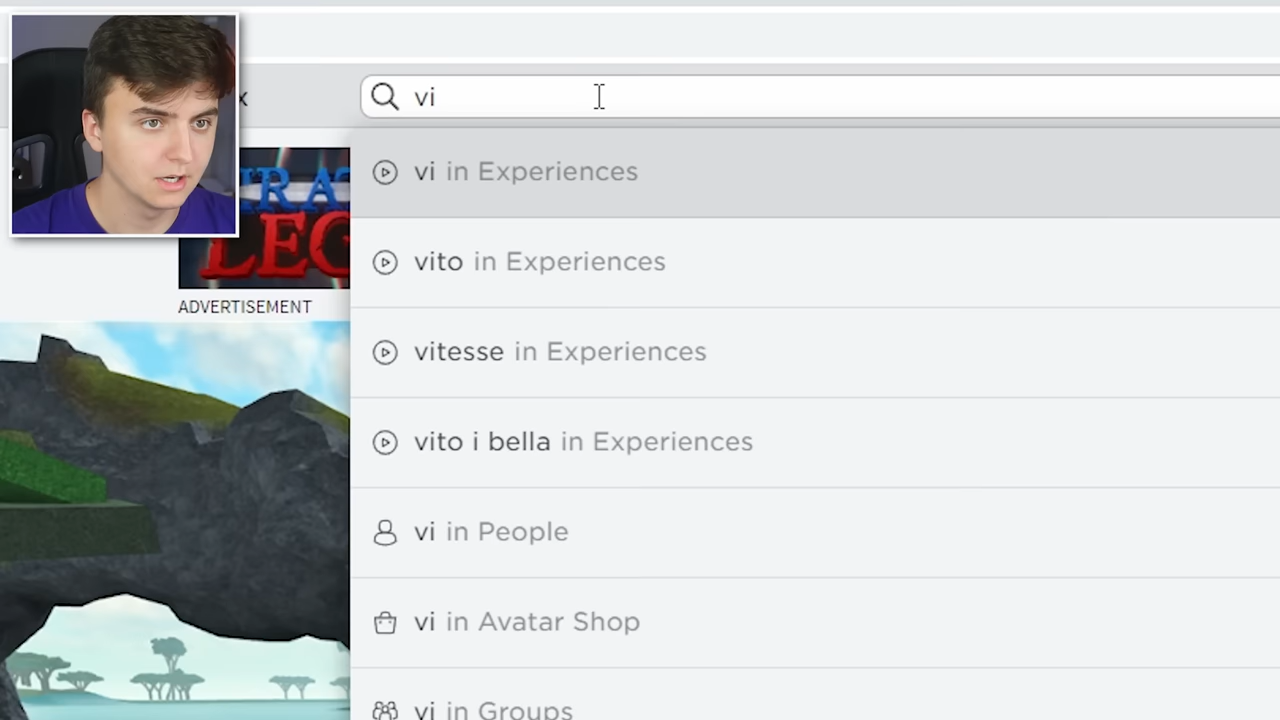 x
vi
vi in Experiences
LEG
ADVERTISEMENT
vito in Experiences
vitesse in Experiences
vito i bella in Experiences
vi in People
vi in Avatar Shop
vi in Groups